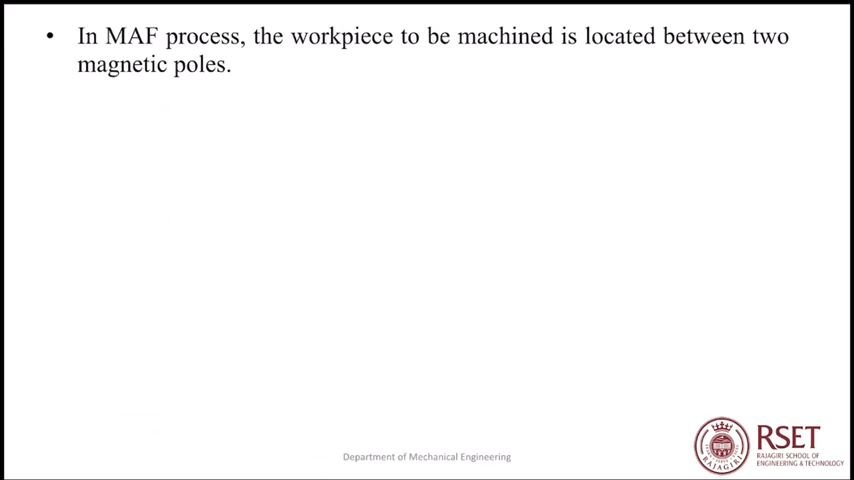 • In MAF process, the workpiece to be machined is located between two
magnetic poles.
Department of Mechanical Engineering
RAJAGIRI
RSET
RAJAGIRI SCHOOL OF
ENGINEERING & TECHNOLOGY